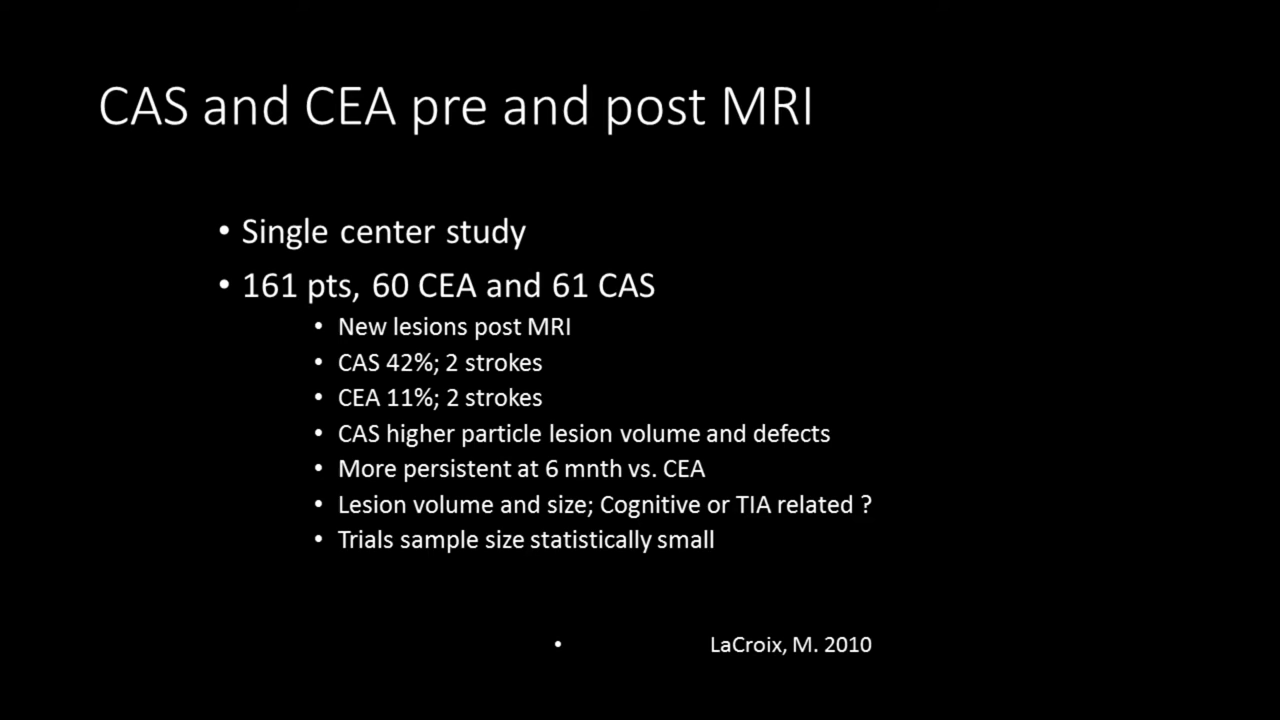 CAS and CEA pre and post MRI
• Single center study
• 161 pts, 60 CEA and 61 CAS
• New lesions post MRI
• CAS 42%; 2 strokes
• CEA 11%; 2 strokes
• CAS higher particle lesion volume and defects
• More persistent at 6 mnth vs. CEA
• Lesion volume and size; Cognitive or TIA related ?
• Trials sample size statistically small
• LaCroix, M. 2010